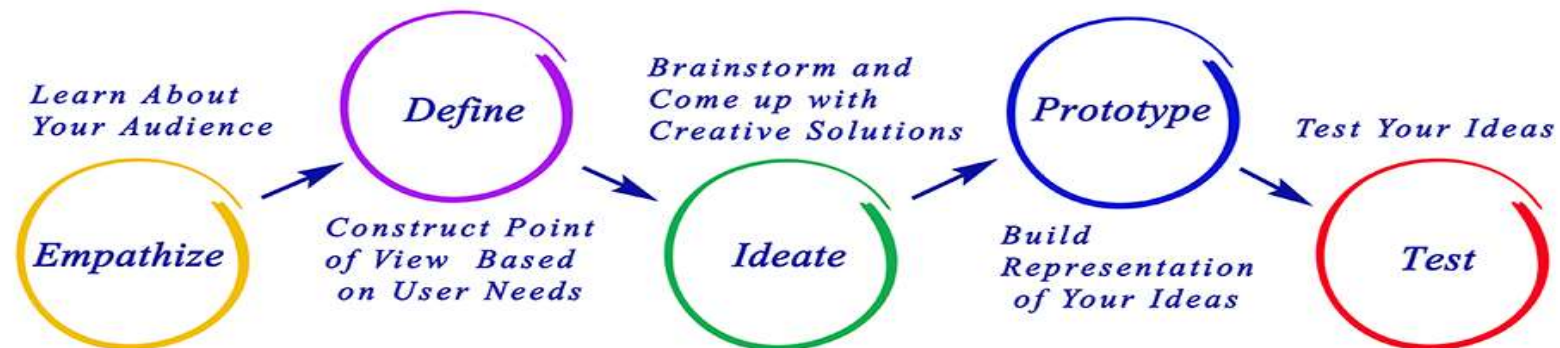 Learn About
Your Audience
Empathize
Define
Construct Point
of View Based
on User Needs
Brainstorm and
Come up with
Creative Solutions
Ideate
Prototype
Build
Representation
of Your Ideas
Test Your Ideas
Test